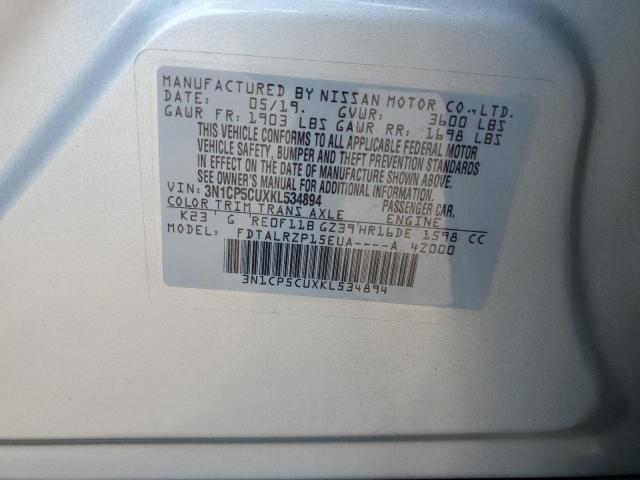 MANUFACTURED BY NISSAN MOTOR CO.,LTD.
DATE: 05/19. GVWR: 3600 LBS
GAWR FR: 1903 LBS GAWR RR: 1698 LBS
THIS VEHICLE CONFORMS TO ALL APPLICABLE FEDERAL MOTOR
VEHICLE SAFETY, BUMPER AND THEFT PREVENTION STANDARDS
IN EFFECT ON THE DATE OF MANUFACTURE SHOWN ABOVE.
SEE OWNER'S MANUAL FOR ADDITIONAL INFORMATION.
VIN: 3N1CP5CUXKL534894 PASSENGER CAR.
COLOR TRIM TRANS AXLE ENGINE
K23 G RE0F11B GZ39 HR16DE 1598 CC
MODEL: FDTALRZP15EUA----A 42000
3N1CP5CUXKL534894